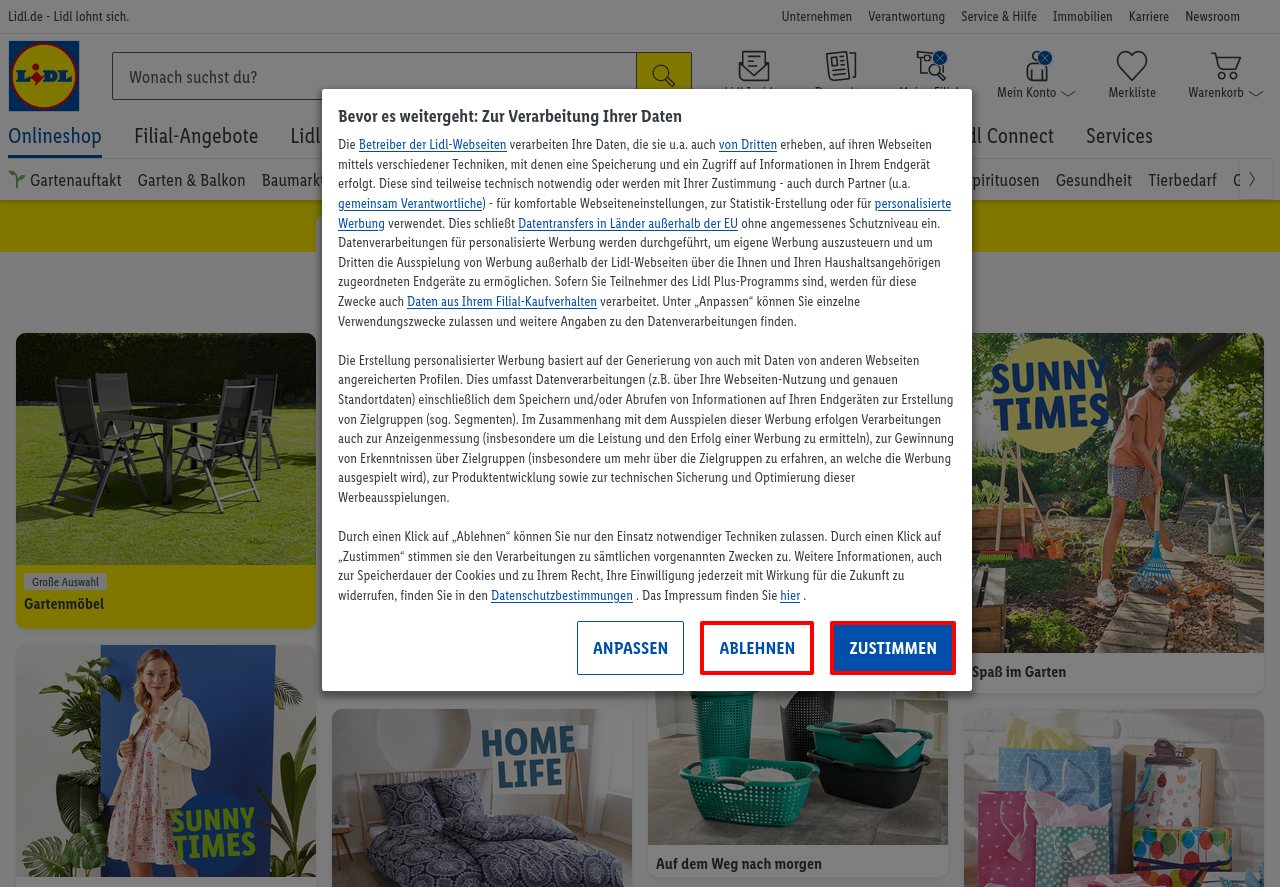 Lidl.de - Lidl lohnt sich.
Unternehmen Verantwortung Service & Hilfe Immobilien Karriere Newsroom
LIDL
Wonach suchst du?
Mein Konto Merkliste Warenkorb
Onlineshop Filial-Angebote Lidl Connect Services
Gartenauftakt Garten & Balkon Baumarkt Spirituosen Gesundheit Tierbedarf
Bevor es weitergeht: Zur Verarbeitung Ihrer Daten
Die Betreiber der Lidl-Webseiten verarbeiten Ihre Daten, die sie u.a. auch von Dritten erheben, auf ihren Webseiten
mittels verschiedener Techniken, mit denen eine Speicherung und ein Zugriff auf Informationen in Ihrem Endgerät
erfolgt. Diese sind teilweise technisch notwendig oder werden mit Ihrer Zustimmung - auch durch Partner (u.a.
gemeinsam Verantwortliche) - für komfortable Webseiteneinstellungen, zur Statistik-Erstellung oder für personalisierte
Werbung verwendet. Dies schließt Datentransfers in Länder außerhalb der EU ohne angemessenes Schutzniveau ein.
Datenverarbeitungen für personalisierte Werbung werden durchgeführt, um eigene Werbung auszusteuern und um
Dritten die Ausspielung von Werbung außerhalb der Lidl-Webseiten über die Ihnen und Ihren Haushaltsangehörigen
zugeordneten Endgeräte zu ermöglichen. Sofern Sie Teilnehmer des Lidl Plus-Programms sind, werden für diese
Zwecke auch Daten aus Ihrem Filial-Kaufverhalten verarbeitet. Unter „Anpassen“ können Sie einzelne
Verwendungszwecke zulassen und weitere Angaben zu den Datenverarbeitungen finden.
Die Erstellung personalisierter Werbung basiert auf der Generierung von auch mit Daten von anderen Webseiten
angereicherten Profilen. Dies umfasst Datenverarbeitungen (z.B. über Ihre Webseiten-Nutzung und genauen
Standortdaten) einschließlich dem Speichern und/oder Abrufen von Informationen auf Ihren Endgeräten zur Erstellung
von Zielgruppen (sog. Segmenten). Im Zusammenhang mit dem Ausspielen dieser Werbung erfolgen Verarbeitungen
auch zur Anzeigenmessung (insbesondere um die Leistung und den Erfolg einer Werbung zu ermitteln), zur Gewinnung
von Erkenntnissen über Zielgruppen (insbesondere um mehr über die Zielgruppen zu erfahren, an welche die Werbung
ausgespielt wird), zur Produktentwicklung sowie zur technischen Sicherung und Optimierung dieser
Werbeausspielungen.
Durch einen Klick auf „Ablehnen“ können Sie nur den Einsatz notwendiger Techniken zulassen. Durch einen Klick auf
„Zustimmen“ stimmen sie den Verarbeitungen zu sämtlichen vorgenannten Zwecken zu. Weitere Informationen, auch
zur Speicherdauer der Cookies und zu Ihrem Recht, Ihre Einwilligung jederzeit mit Wirkung für die Zukunft zu
widerrufen, finden Sie in den Datenschutzbestimmungen . Das Impressum finden Sie hier .
ANPASSEN ABLEHNEN ZUSTIMMEN
SUNNY
TIMES
Große Auswahl
Gartenmöbel
Spaß im Garten
SUNNY
TIMES
HOME
LIFE
Auf dem Weg nach morgen